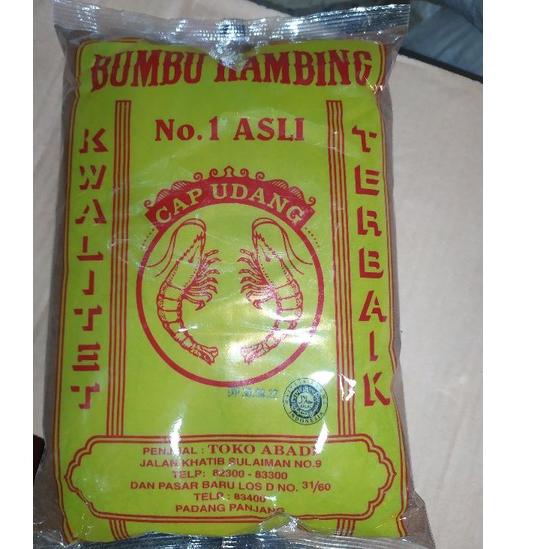 BUMBU KAMBING
No.1 ASLI
KWALITET
TERBAIK
CAP UDANG
INDONESIA
PENJUAL : TOKO ABADI
JALAN KHATIB SULAIMAN NO.9
TELP: 82300 - 83300
DAN PASAR BARU LOS D NO. 31/60
TELP : 83400
PADANG PANJANG